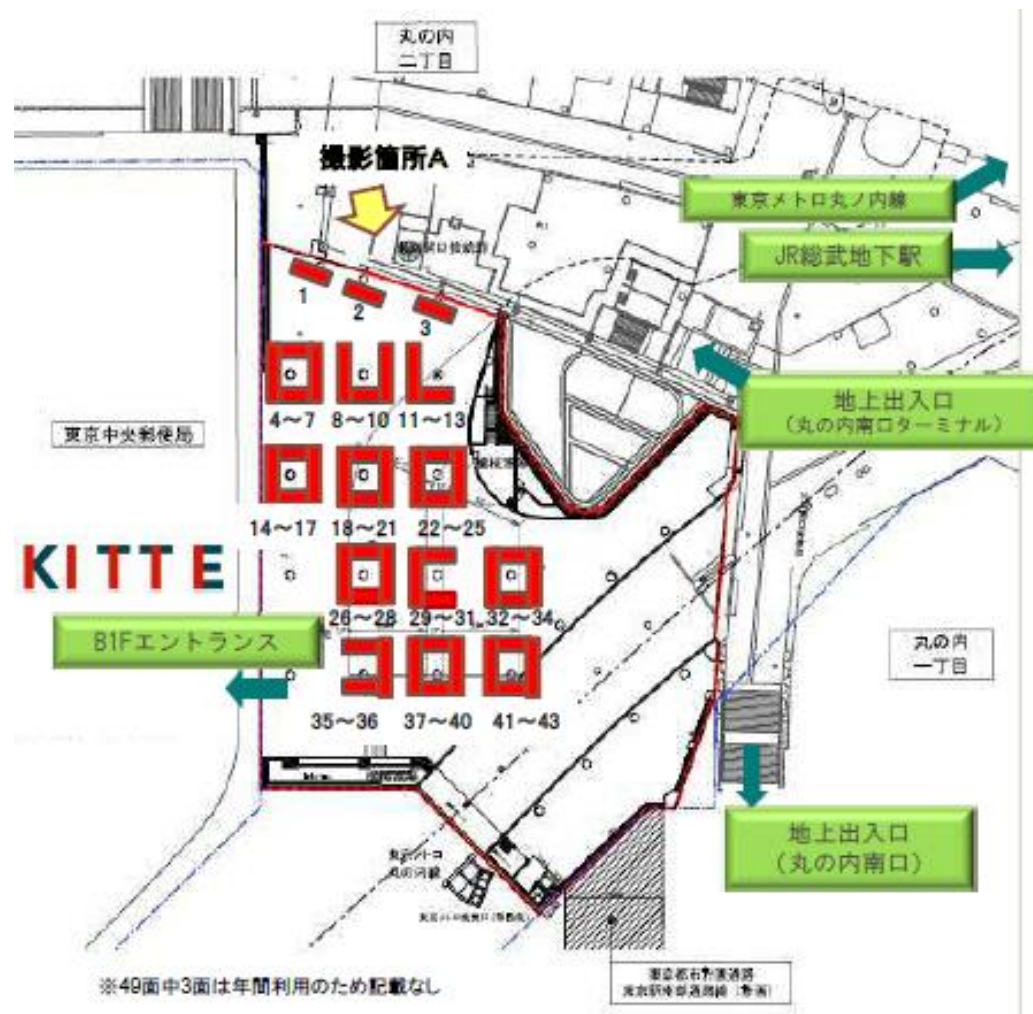 丸の内
二丁目
撮影箇所A
東京メトロ丸ノ内線
JR総武地下駅
1
2
3
4～7 8～10 11～13
地上出入口
(丸の内南口ターミナル)
東京中央郵便局
14～17 18～21 22～25
KITTE
26～28 29～31 32～34
B1Fエントランス
丸の内
一丁目
35～36 37～40 41～43
地上出入口
(丸の内南口)
丸の内線
※49面中3面は年間利用のため記載なし